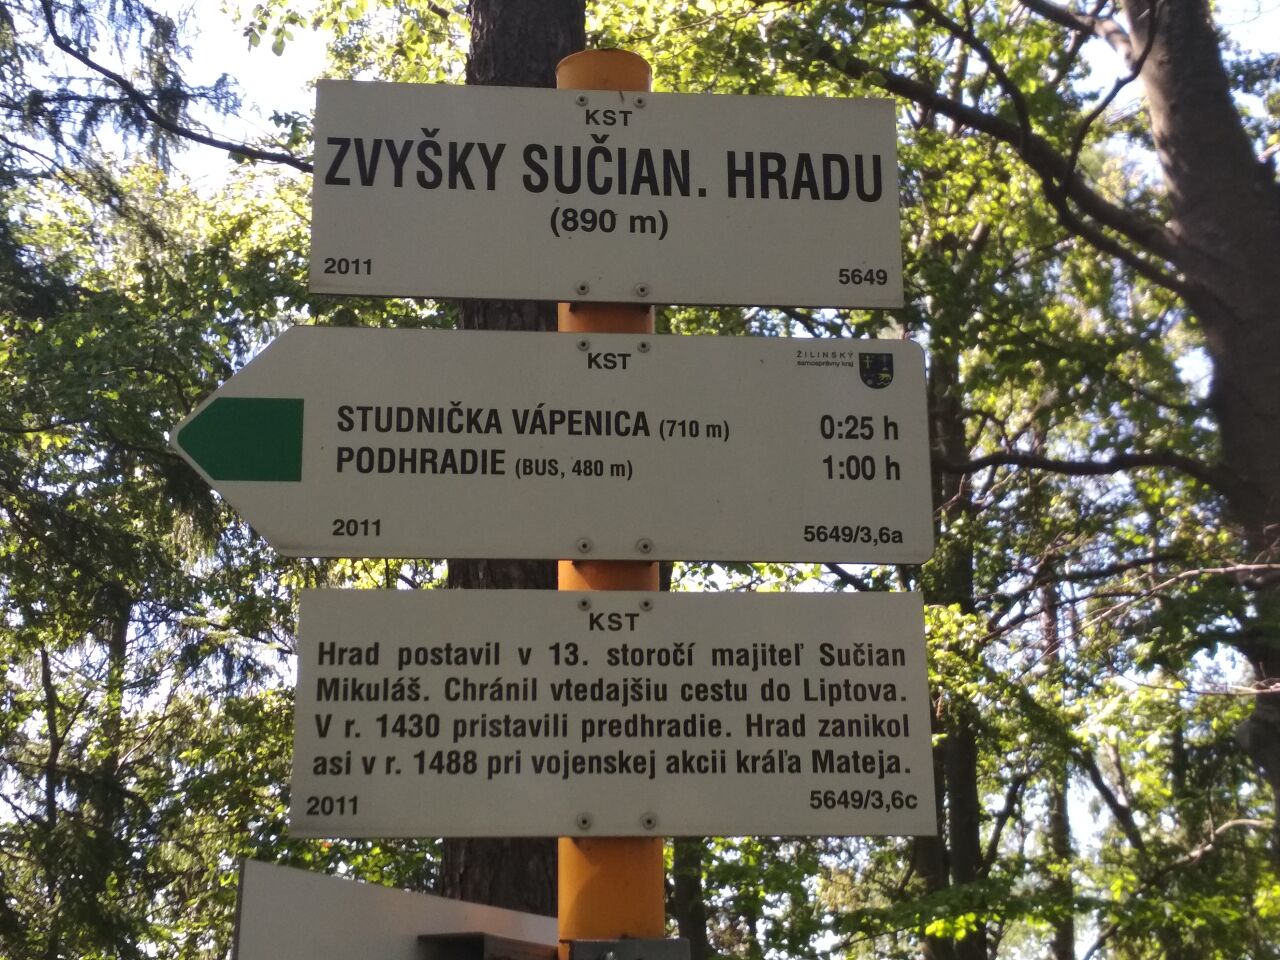 KST
ZVYŠKY SUČIAN. HRADU
(890 m)
2011
5649
KST
ŽILINSKÝ
samosprávny kraj
STUDNIČKA VÁPENICA (710 m) 0:25 h
PODHRADIE (BUS, 480 m) 1:00 h
2011
5649/3,6a
KST
Hrad postavil v 13. storočí majiteľ Sučian
Mikuláš. Chránil vtedajšiu cestu do Liptova.
V r. 1430 pristavili predhradie. Hrad zanikol
asi v r. 1488 pri vojenskej akcii kráľa Mateja.
2011
5649/3,6c